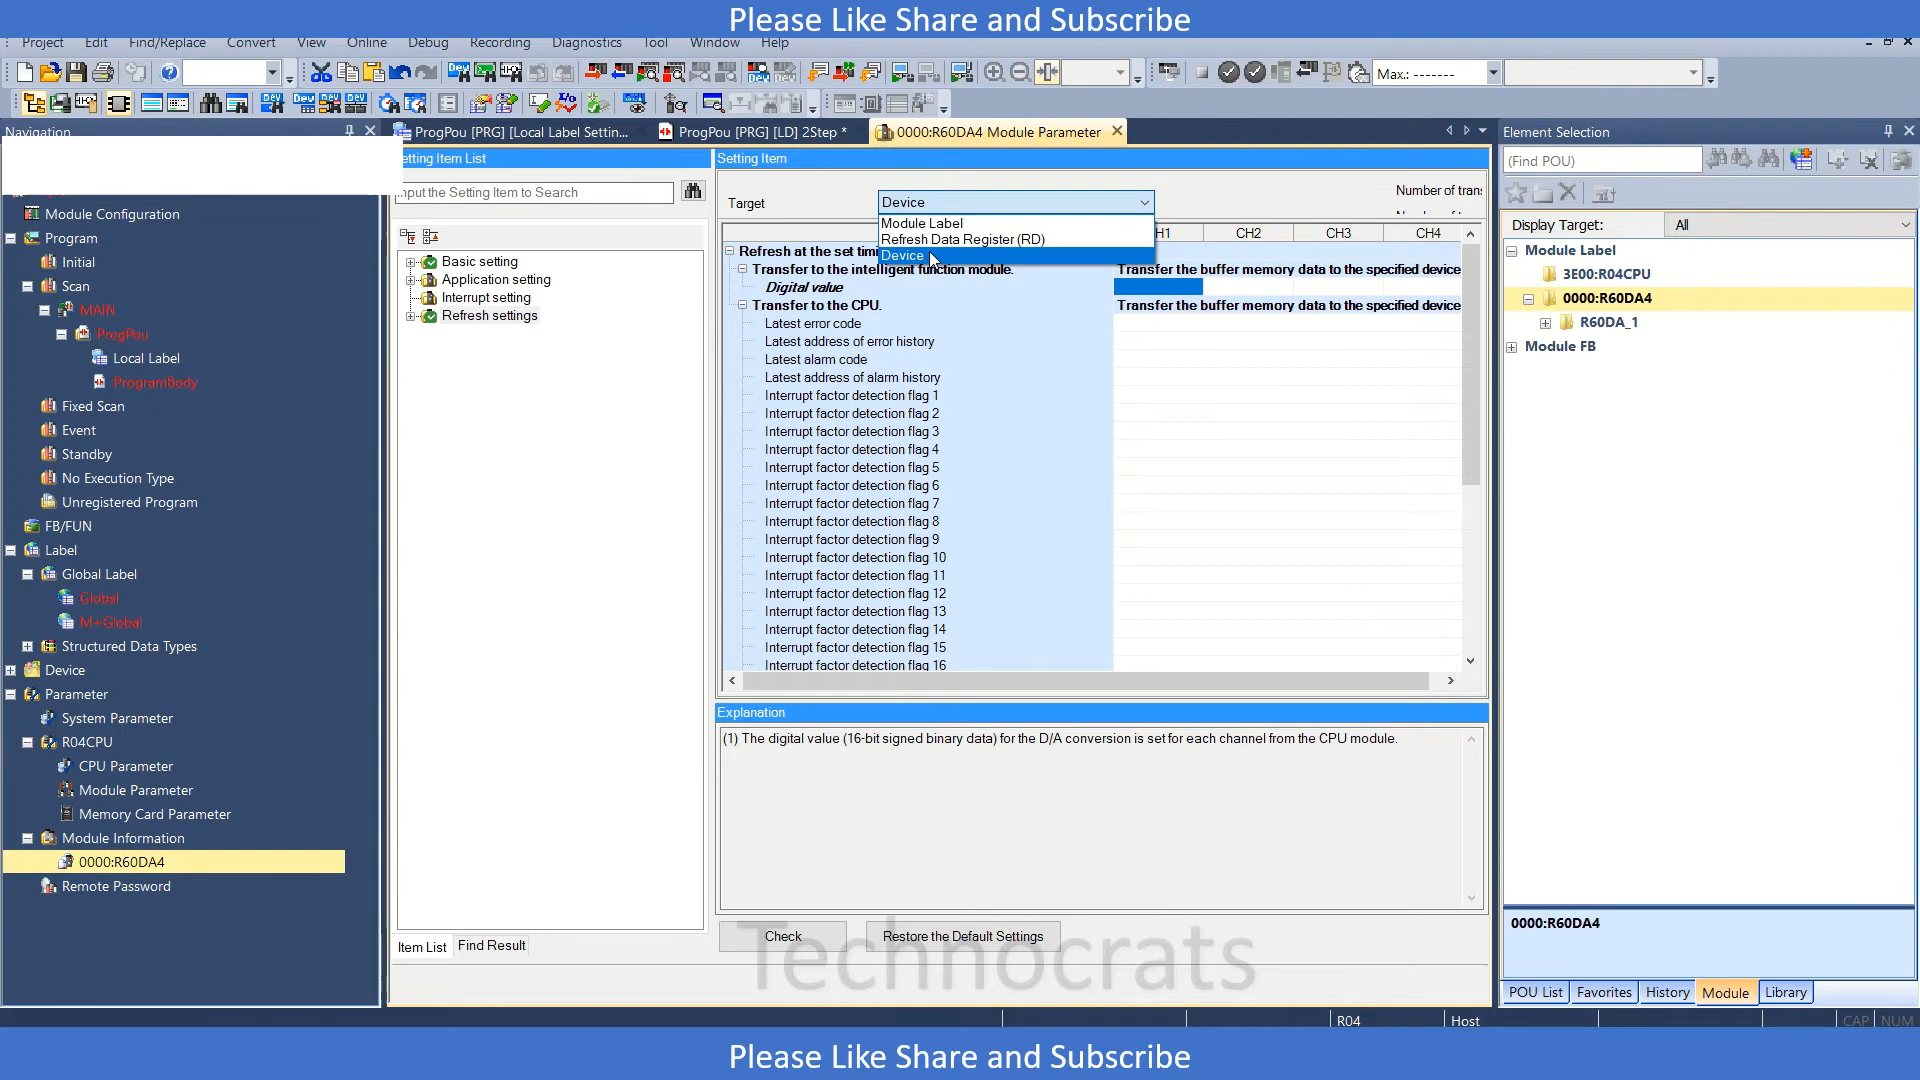 Please Like Share and Subscribe
Project Edit Find/Replace Convert View Online Debug Recording Diagnostics Tool Window Help
Max.: -------
Navigation
ProgPou [PRG] [Local Label Settin...
ProgPou [PRG] [LD] 2Step *
0000:R60DA4 Module Parameter
Element Selection
Module Configuration
Program
Initial
Scan
MAIN
ProgPou
Local Label
ProgramBody
Fixed Scan
Event
Standby
No Execution Type
Unregistered Program
FB/FUN
Label
Global Label
Global
M+Global
Structured Data Types
Device
Parameter
System Parameter
R04CPU
CPU Parameter
Module Parameter
Memory Card Parameter
Module Information
0000:R60DA4
Remote Password
etting Item List
nput the Setting Item to Search
Basic setting
Application setting
Interrupt setting
Refresh settings
Item List
Find Result
Setting Item
Target
Device
Number of trans
Module Label
Refresh Data Register (RD)
Device
H1 CH2 CH3 CH4
Refresh at the set timi
Transfer to the intelligent function module.
Transfer the buffer memory data to the specified device
Digital value
Transfer to the CPU.
Transfer the buffer memory data to the specified device
Latest error code
Latest address of error history
Latest alarm code
Latest address of alarm history
Interrupt factor detection flag 1
Interrupt factor detection flag 2
Interrupt factor detection flag 3
Interrupt factor detection flag 4
Interrupt factor detection flag 5
Interrupt factor detection flag 6
Interrupt factor detection flag 7
Interrupt factor detection flag 8
Interrupt factor detection flag 9
Interrupt factor detection flag 10
Interrupt factor detection flag 11
Interrupt factor detection flag 12
Interrupt factor detection flag 13
Interrupt factor detection flag 14
Interrupt factor detection flag 15
Interrupt factor detection flag 16
Explanation
(1) The digital value (16-bit signed binary data) for the D/A conversion is set for each channel from the CPU module.
Check
Restore the Default Settings
Technocrats
(Find POU)
Display Target:
All
Module Label
3E00:R04CPU
0000:R60DA4
R60DA_1
Module FB
0000:R60DA4
POU List
Favorites
History
Module
Library
R04
Host
CAP
NUM
Please Like Share and Subscribe